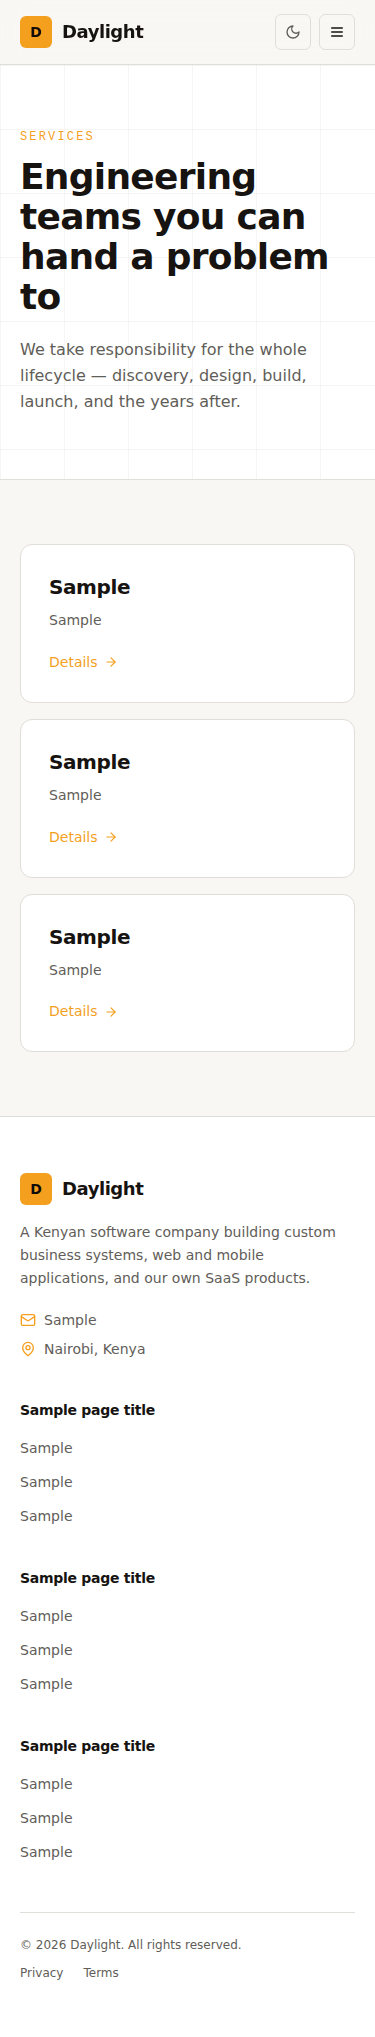 D Daylight
SERVICES
Engineering
teams you can
hand a problem
to
We take responsibility for the whole
lifecycle — discovery, design, build,
launch, and the years after.
Sample
Sample
Details →
Sample
Sample
Details →
Sample
Sample
Details →
D Daylight
A Kenyan software company building custom
business systems, web and mobile
applications, and our own SaaS products.
Sample
Nairobi, Kenya
Sample page title
Sample
Sample
Sample
Sample page title
Sample
Sample
Sample
Sample page title
Sample
Sample
Sample
© 2026 Daylight. All rights reserved.
Privacy Terms